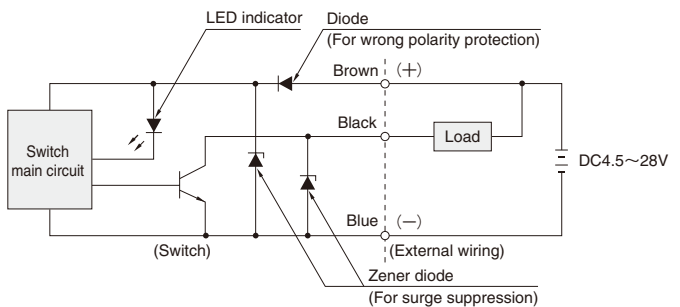 LED indicator
Diode
(For wrong polarity protection)
Brown (+)
Black
Switch
main circuit
Load
DC4.5～28V
Blue (—)
(Switch)
(External wiring)
Zener diode
(For surge suppression)